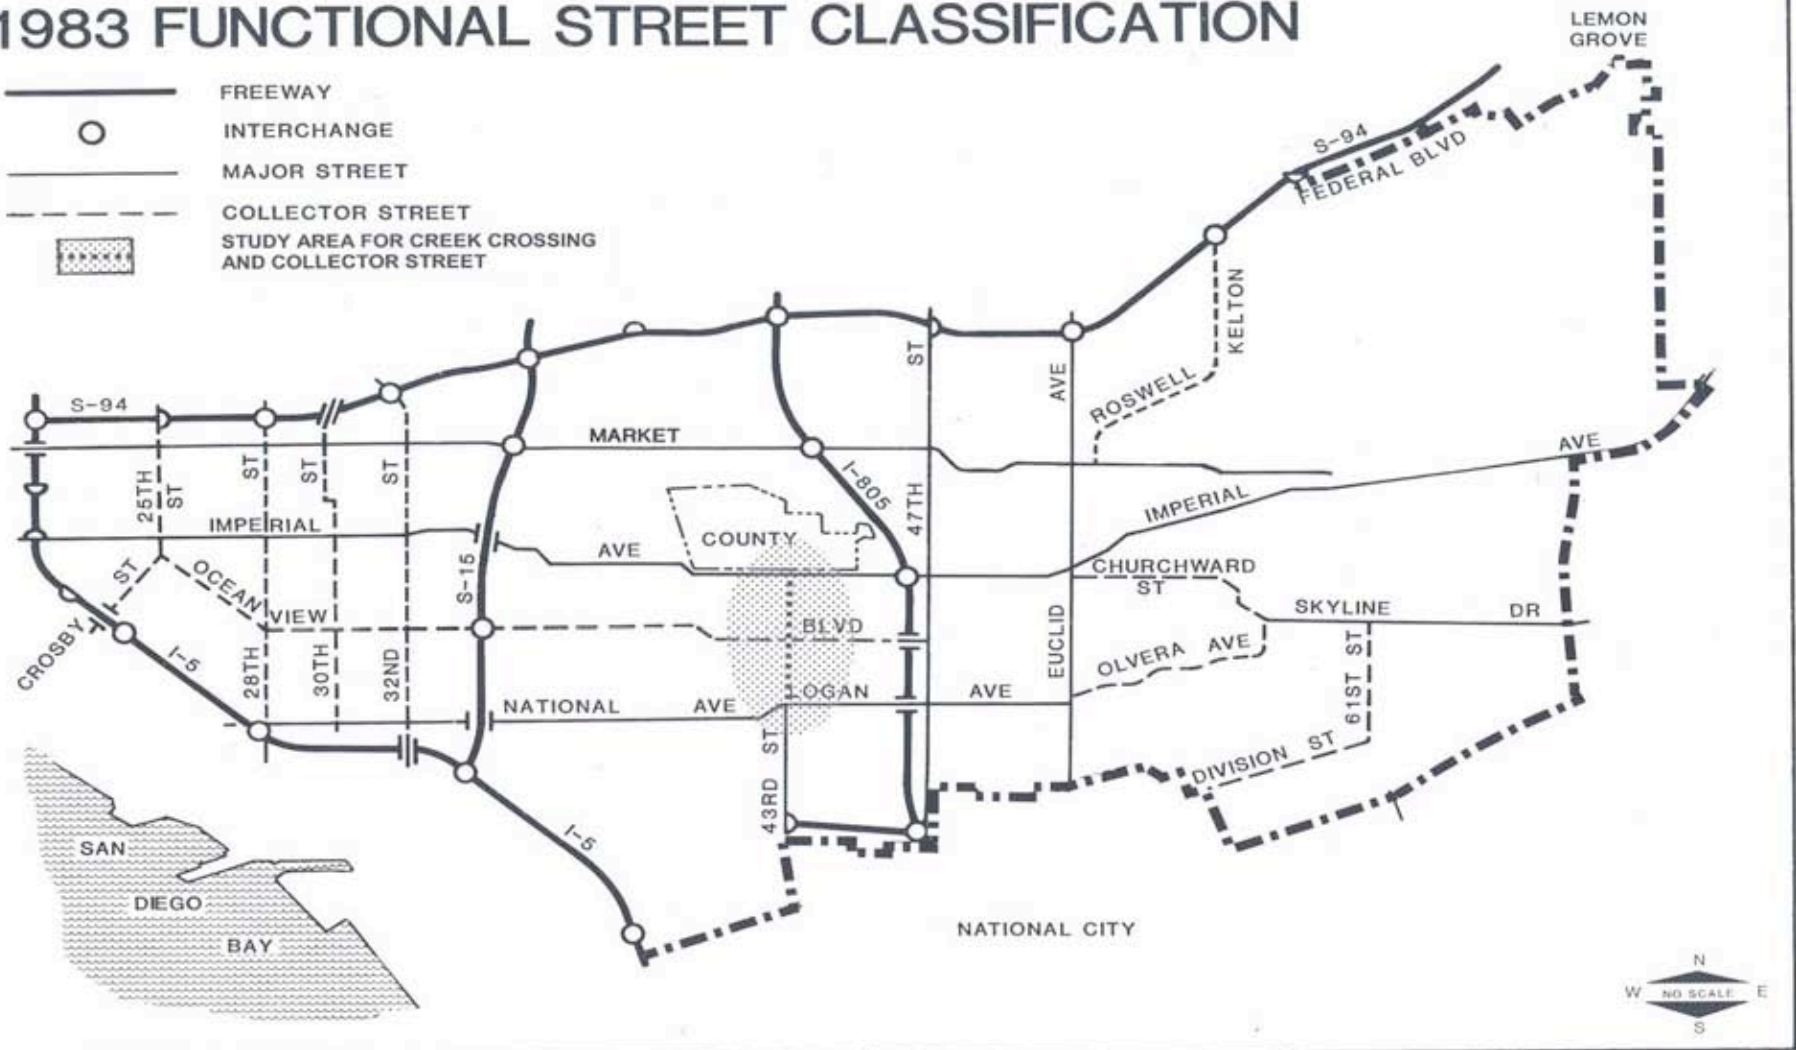 1983 FUNCTIONAL STREET CLASSIFICATION
FREEWAY
INTERCHANGE
MAJOR STREET
COLLECTOR STREET
STUDY AREA FOR CREEK CROSSING
AND COLLECTOR STREET
LEMON
GROVE
S-94
FEDERAL BLVD
KELTON
ROSWELL
ST
AVE
S-94
MARKET
AVE
25TH
ST
ST
ST
ST
I-805
47TH
IMPERIAL
IMPERIAL
AVE
COUNTY
CHURCHWARD
ST
ST
OCEAN
VIEW
S-15
BLVD
SKYLINE
DR
CROSBY
I-5
28TH
30TH
32ND
EUCLID
OLVERA AVE
61ST ST
NATIONAL
AVE
OGAN
AVE
ST
DIVISION ST
43RD
I-5
SAN
DIEGO
BAY
NATIONAL CITY
N
W
NO SCALE
E
S